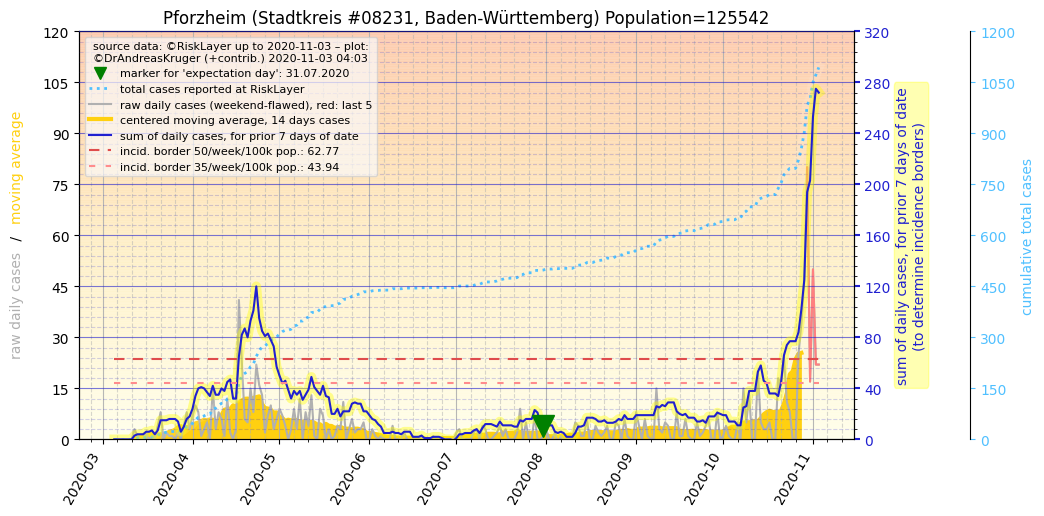 Pforzheim (Stadtkreis #08231, Baden-Württemberg) Population=125542
source data: ©RiskLayer up to 2020-11-03 – plot:
©DrAndreasKruger (+contrib.) 2020-11-03 04:03
marker for 'expectation day': 31.07.2020
total cases reported at RiskLayer
raw daily cases (weekend-flawed), red: last 5
centered moving average, 14 days cases
sum of daily cases, for prior 7 days of date
incid. border 50/week/100k pop.: 62.77
incid. border 35/week/100k pop.: 43.94
raw daily cases / moving average
120
105
90
75
60
45
30
15
0
320
280
240
200
160
120
80
40
0
sum of daily cases, for prior 7 days of date
(to determine incidence borders)
1200
1050
900
750
600
450
300
150
0
cumulative total cases
2020-03
2020-04
2020-05
2020-06
2020-07
2020-08
2020-09
2020-10
2020-11